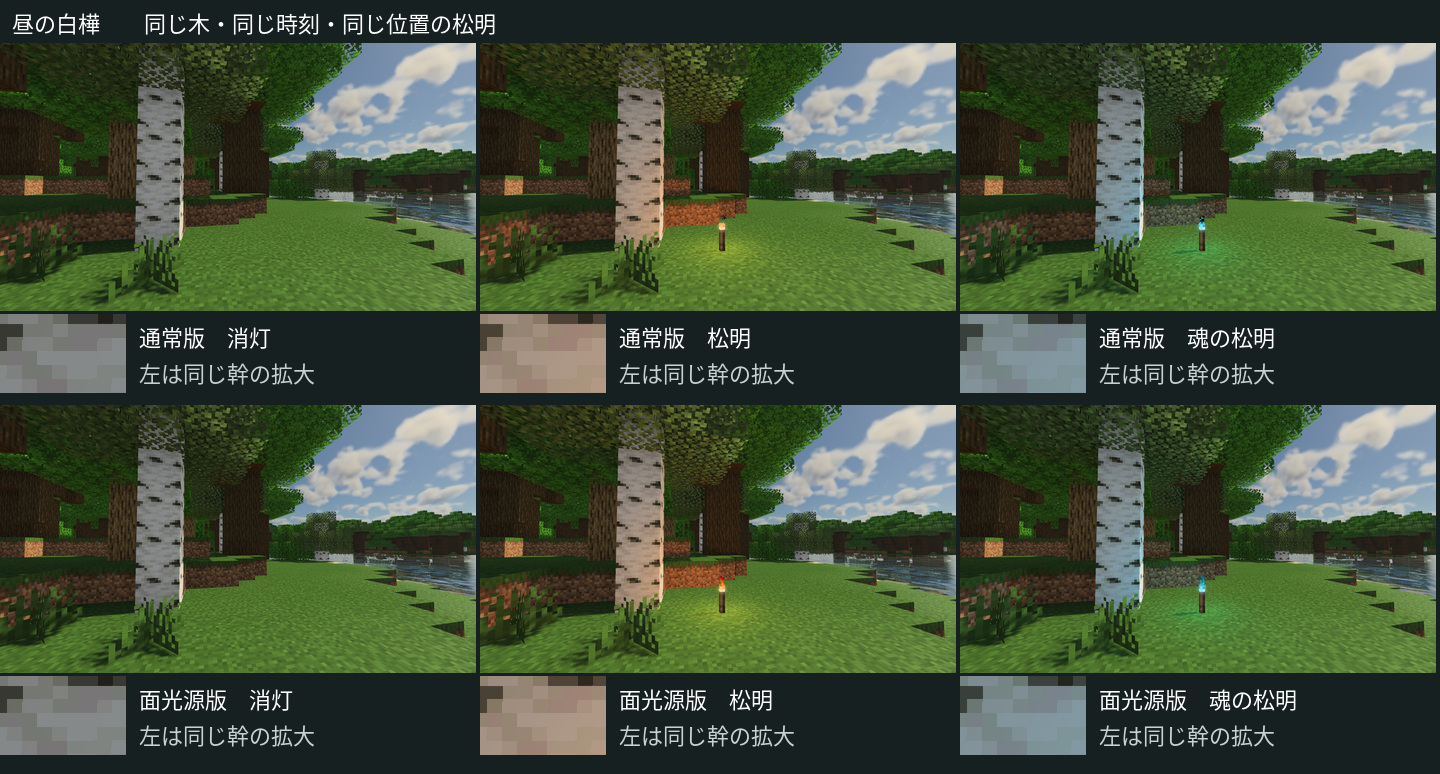 昼の白樺　　同じ木・同じ時刻・同じ位置の松明
通常版　消灯
左は同じ幹の拡大
通常版　松明
左は同じ幹の拡大
通常版　魂の松明
左は同じ幹の拡大
面光源版　消灯
左は同じ幹の拡大
面光源版　松明
左は同じ幹の拡大
面光源版　魂の松明
左は同じ幹の拡大